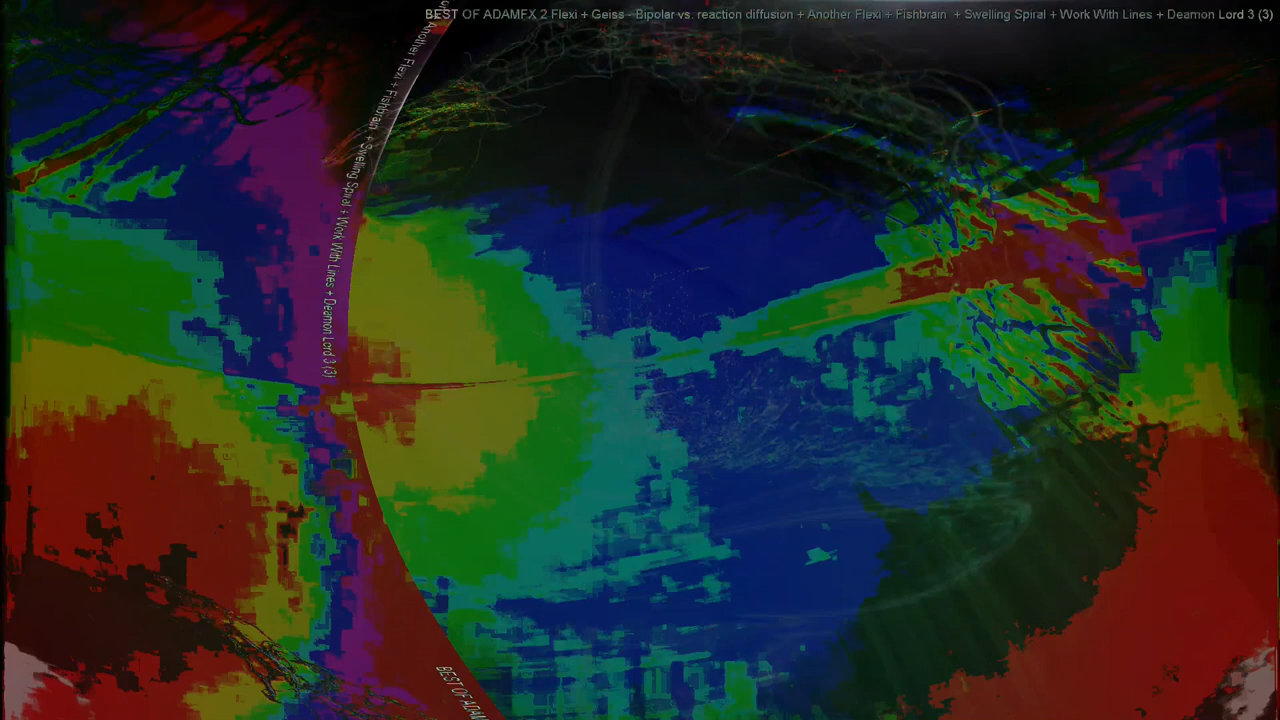 BEST OF ADAMFX 2 Flexi + Geiss - Bipolar vs. reaction diffusion + Another Flexi + Fishbrain  + Swelling Spiral + Work With Lines + Deamon Lord 3 (3)
Another Flexi + Fishbrain + Swelling Spiral + Work With Lines + Deamon Lord 3 (3)
BEST OF ADAM